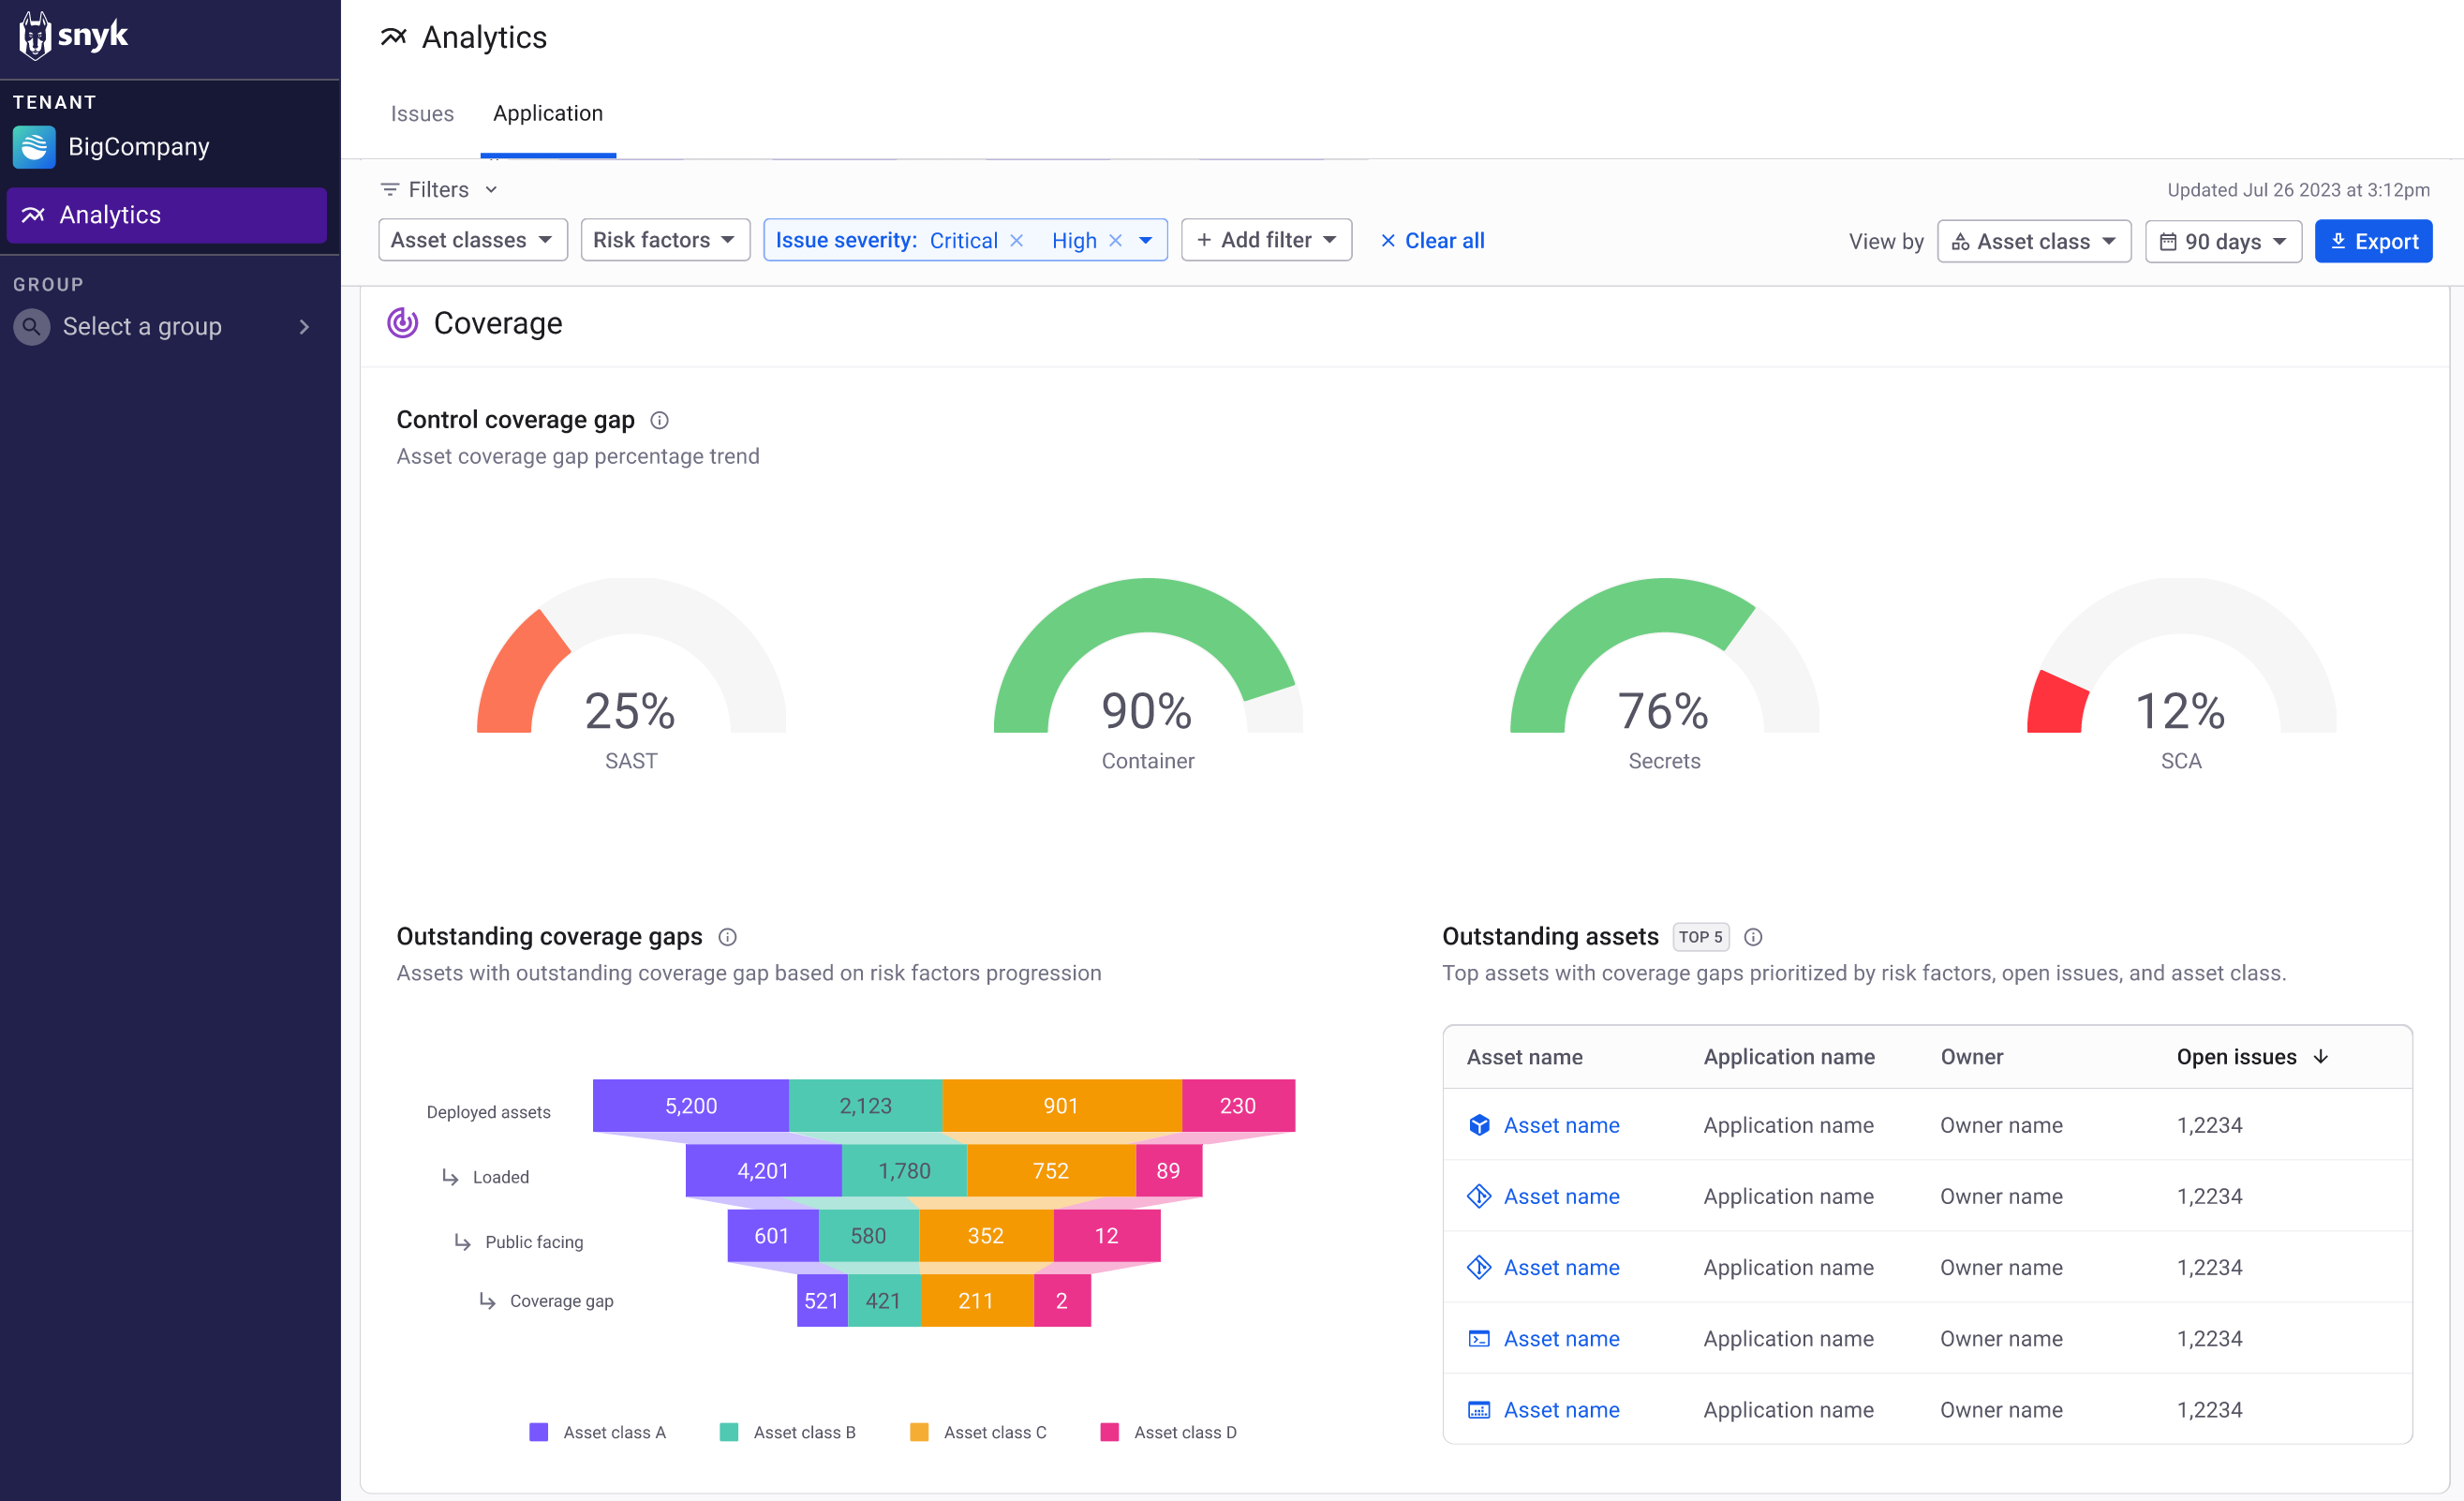 snyk
TENANT
BigCompany
Analytics
GROUP
Select a group
Analytics
Issues Application
Filters
Updated Jul 26 2023 at 3:12pm
Asset classes Risk factors Issue severity: Critical High + Add filter Clear all View by Asset class 90 days Export
Coverage
Control coverage gap
Asset coverage gap percentage trend
25% 90% 76% 12%
SAST Container Secrets SCA
Outstanding coverage gaps
Assets with outstanding coverage gap based on risk factors progression
Deployed assets 5,200 2,123 901 230
Loaded 4,201 1,780 752 89
Public facing 601 580 352 12
Coverage gap 521 421 211 2
Asset class A Asset class B Asset class C Asset class D
Outstanding assets TOP 5
Top assets with coverage gaps prioritized by risk factors, open issues, and asset class.
Asset name Application name Owner Open issues
Asset name Application name Owner name 1,2234
Asset name Application name Owner name 1,2234
Asset name Application name Owner name 1,2234
Asset name Application name Owner name 1,2234
Asset name Application name Owner name 1,2234